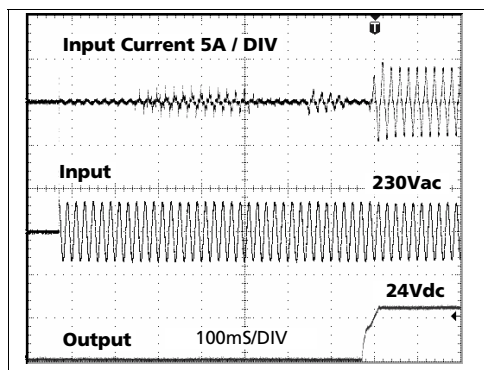 T
Input Current 5A / DIV
Input
230Vac
24Vdc
Output
100mS/DIV